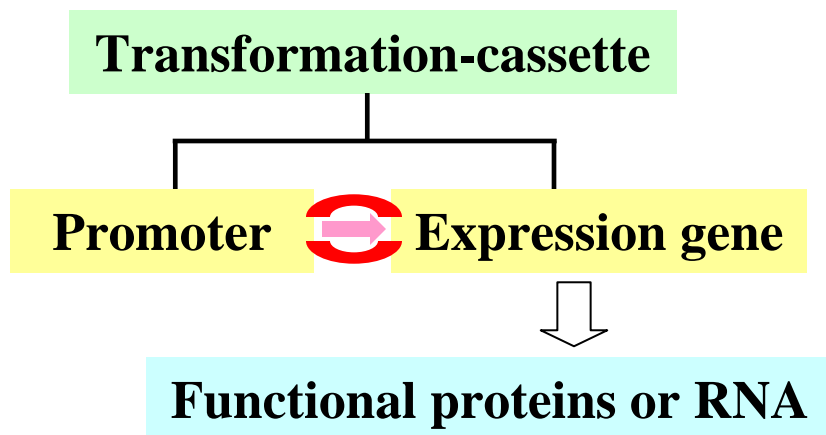 Transformation-cassette
Promoter
Expression gene
Functional proteins or RNA